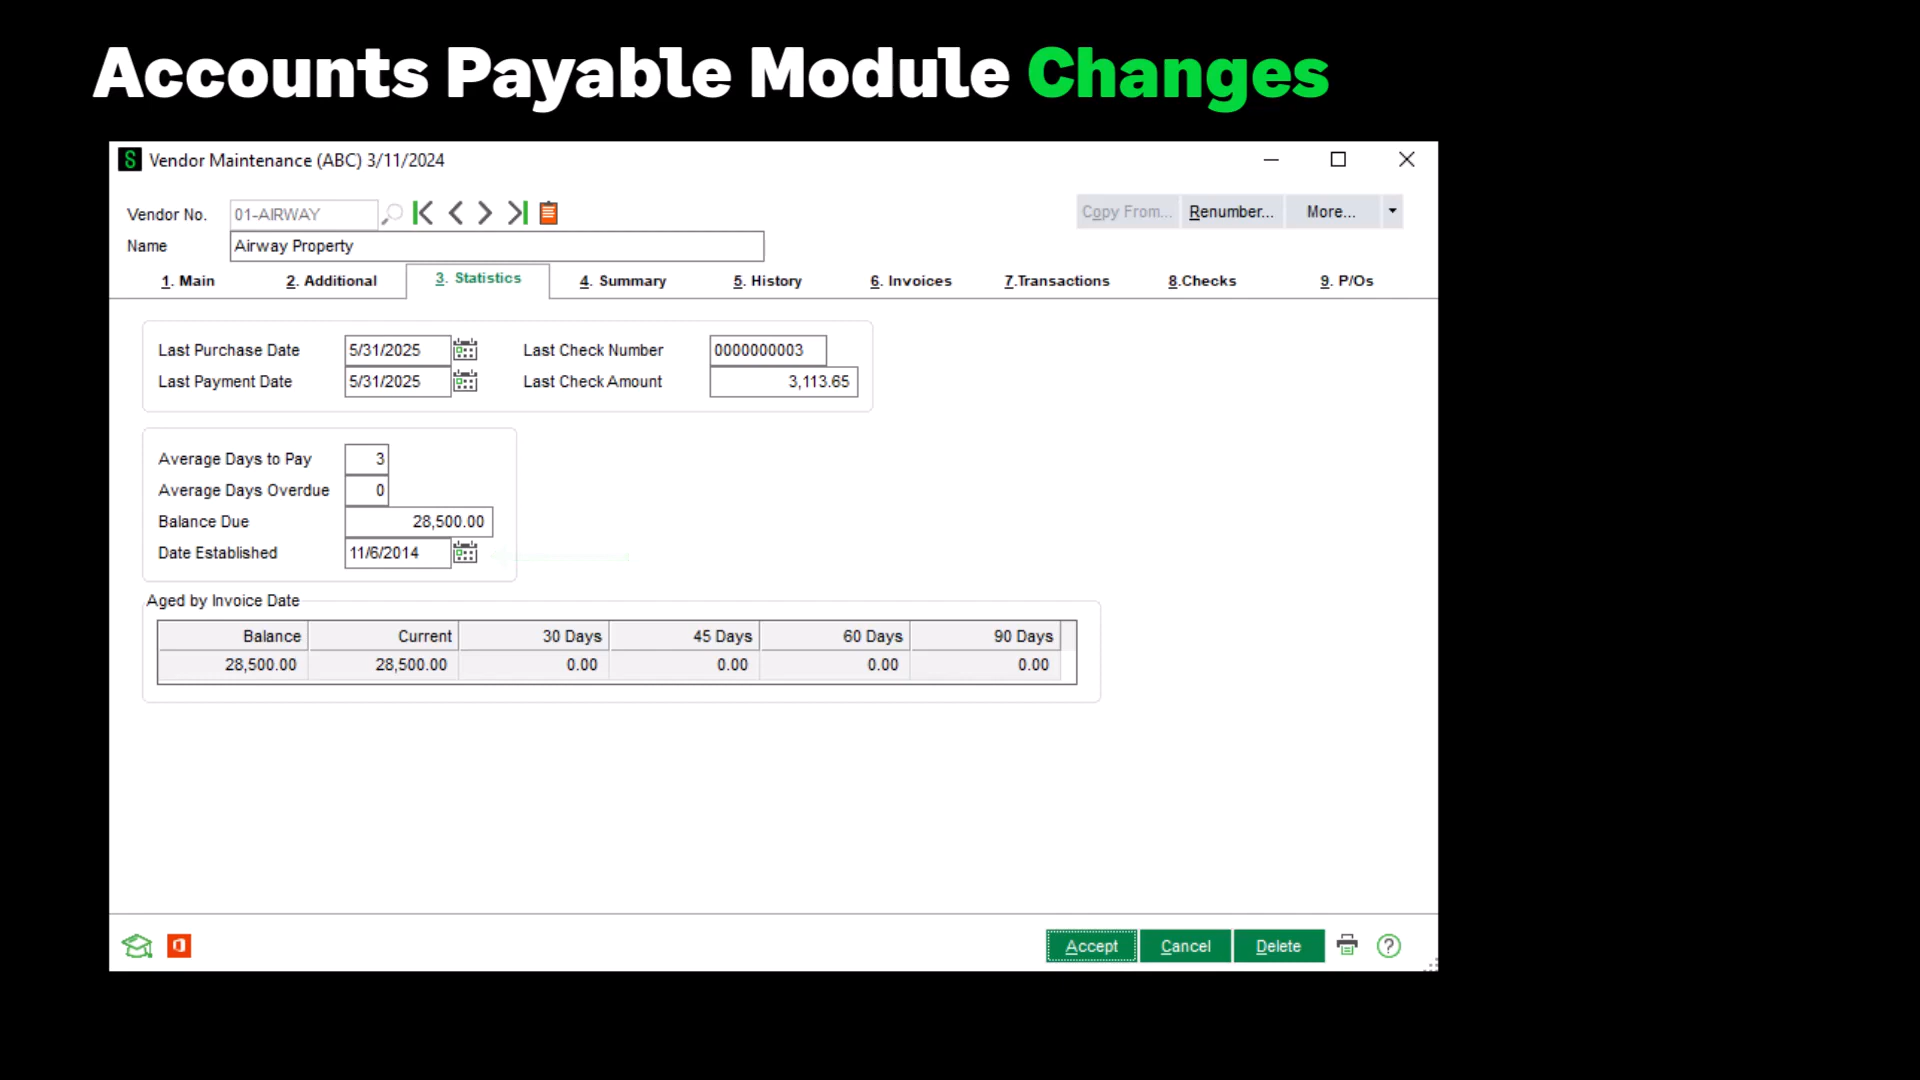 Accounts Payable Module Changes
S Vendor Maintenance (ABC) 3/11/2024
Vendor No. 01-AIRWAY Copy From... Renumber... More...
Name Airway Property
1. Main 2. Additional 3. Statistics 4. Summary 5. History 6. Invoices 7.Transactions 8.Checks 9. P/Os
Last Purchase Date 5/31/2025 Last Check Number 0000000003
Last Payment Date 5/31/2025 Last Check Amount 3,113.65
Average Days to Pay 3
Average Days Overdue 0
Balance Due 28,500.00
Date Established 11/6/2014
Aged by Invoice Date
Balance Current 30 Days 45 Days 60 Days 90 Days
28,500.00 28,500.00 0.00 0.00 0.00 0.00
Accept Cancel Delete ?